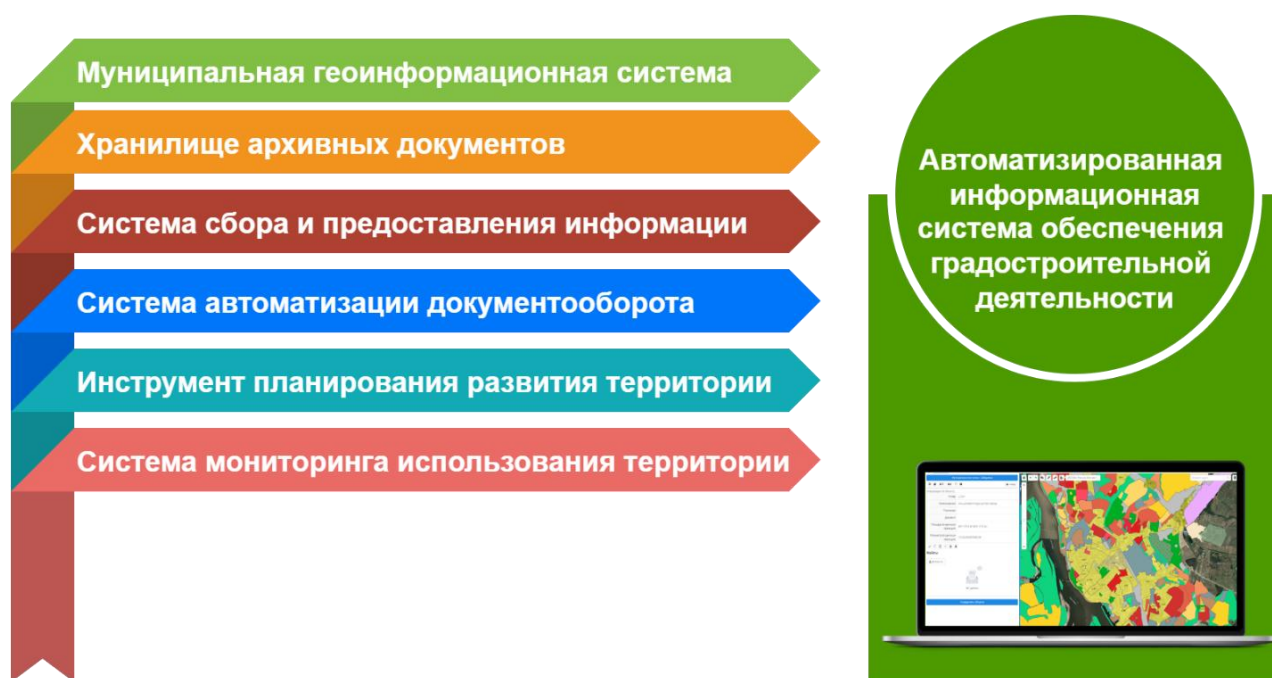 Муниципальная геоинформационная система
Хранилище архивных документов
Система сбора и предоставления информации
Система автоматизации документооборота
Инструмент планирования развития территории
Система мониторинга использования территории
Автоматизированная
информационная
система обеспечения
градостроительной
деятельности